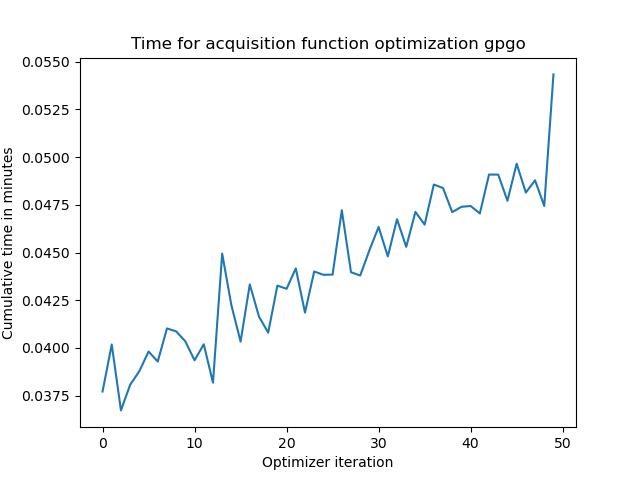 Time for acquisition function optimization gpgo
0.0550
0.0525
0.0500
0.0475
0.0450
0.0425
0.0400
0.0375
Cumulative time in minutes
0 10 20 30 40 50
Optimizer iteration